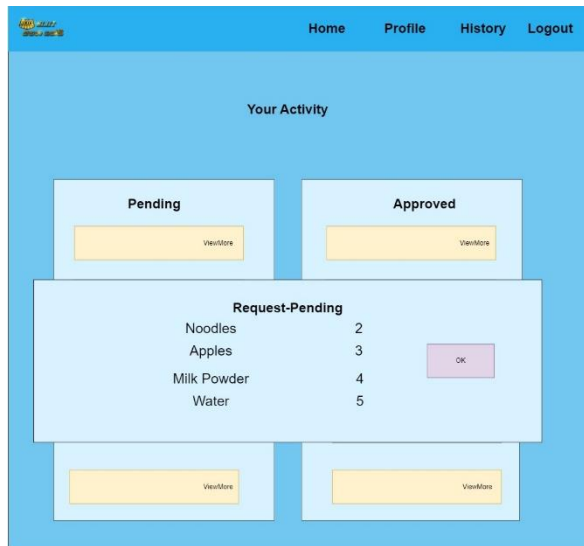 Home Profile History Logout
Your Activity
Pending Approved
ViewMore ViewMore
Request-Pending
Noodles 2
Apples 3
OK
Milk Powder 4
Water 5
ViewMore ViewMore